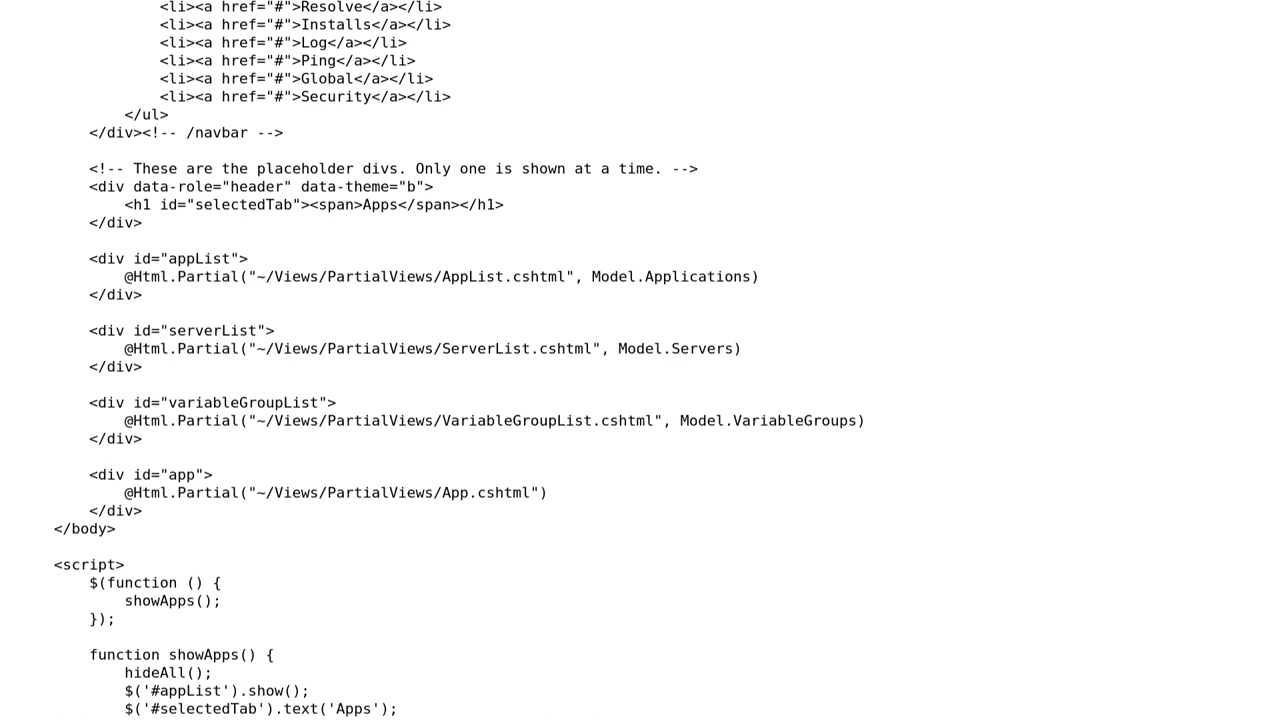 <li><a href="#">Resolve</a></li>
<li><a href="#">Installs</a></li>
<li><a href="#">Log</a></li>
<li><a href="#">Ping</a></li>
<li><a href="#">Global</a></li>
<li><a href="#">Security</a></li>
</ul>
</div><!-- /navbar -->
<!-- These are the placeholder divs. Only one is shown at a time. -->
<div data-role="header" data-theme="b">
<h1 id="selectedTab"><span>Apps</span></h1>
</div>
<div id="appList">
@Html.Partial("~/Views/PartialViews/AppList.cshtml", Model.Applications)
</div>
<div id="serverList">
@Html.Partial("~/Views/PartialViews/ServerList.cshtml", Model.Servers)
</div>
<div id="variableGroupList">
@Html.Partial("~/Views/PartialViews/VariableGroupList.cshtml", Model.VariableGroups)
</div>
<div id="app">
@Html.Partial("~/Views/PartialViews/App.cshtml")
</div>
</body>
<script>
$(function () {
showApps();
});
function showApps() {
hideAll();
$('#appList').show();
$('#selectedTab').text('Apps');